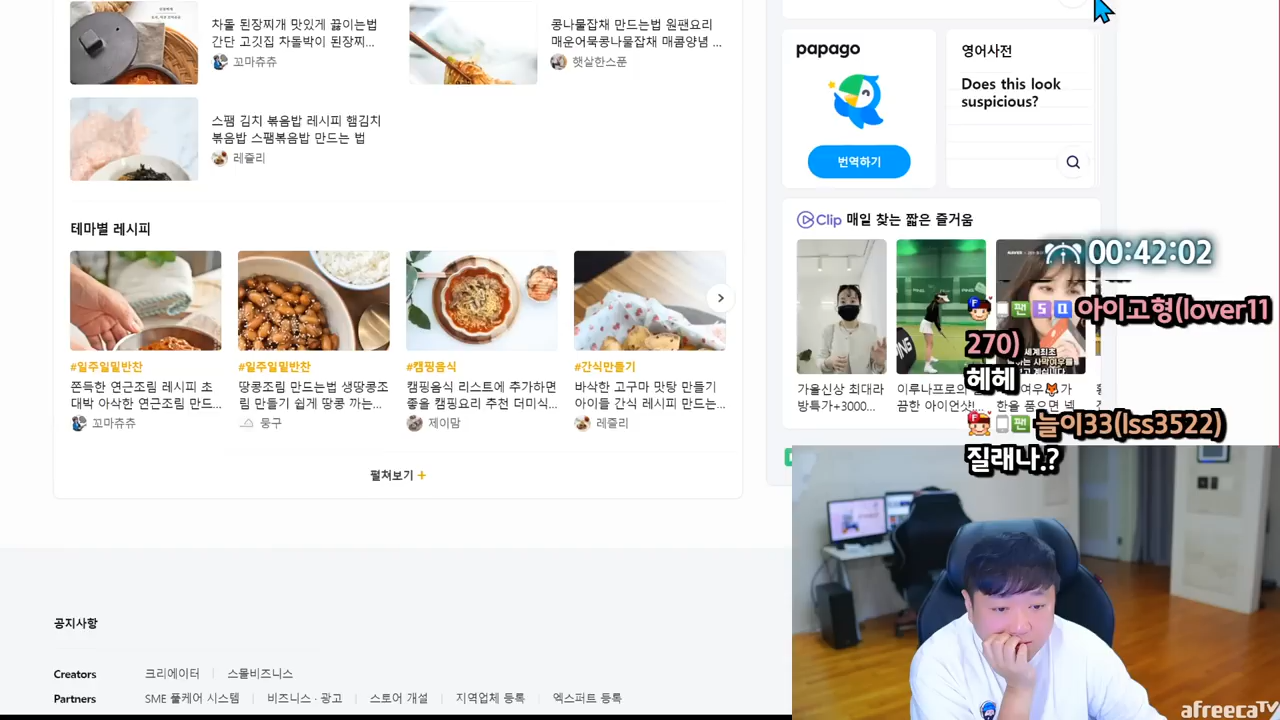 차돌 된장찌개 맛있게 끓이는법
간단 고깃집 차돌박이 된장찌...
꼬마츄츄
콩나물잡채 만드는법 원팬요리
매운어묵콩나물잡채 매콤양념 ...
햇살한스푼
스팸 김치 볶음밥 레시피 햄김치
볶음밥 스팸볶음밥 만드는 법
레쥴리
테마별 레시피
#일주일밑반찬
쫀득한 연근조림 레시피 초
대박 아삭한 연근조림 만드...
꼬마츄츄
#일주일밑반찬
땅콩조림 만드는법 생땅콩조
림 만들기 쉽게 땅콩 까는...
뭉구
#캠핑음식
캠핑음식 리스트에 추가하면
좋을 캠핑요리 추천 더미식...
제이맘
#간식만들기
바삭한 고구마 맛탕 만들기
아이들 간식 레시피 만드는...
레쥴리
펼쳐보기 +
papago
번역하기
영어사전
Does this look
suspicious?
Clip 매일 찾는 짧은 즐거움
PING
NAVER
세계최초
가을신상 최대라
방특가+3000...
이루나프로의
끔한 아이언샷
한을 품으면 넥
00:42:02
F 팬 S Q 아이고형(lover11
270)
헤헤
F 팬 늘이33(lss3522)
질래나.?
공지사항
Creators
크리에이터
스몰비즈니스
Partners
SME 풀케어 시스템
비즈니스 · 광고
스토어 개설
지역업체 등록
엑스퍼트 등록
afreecaTV